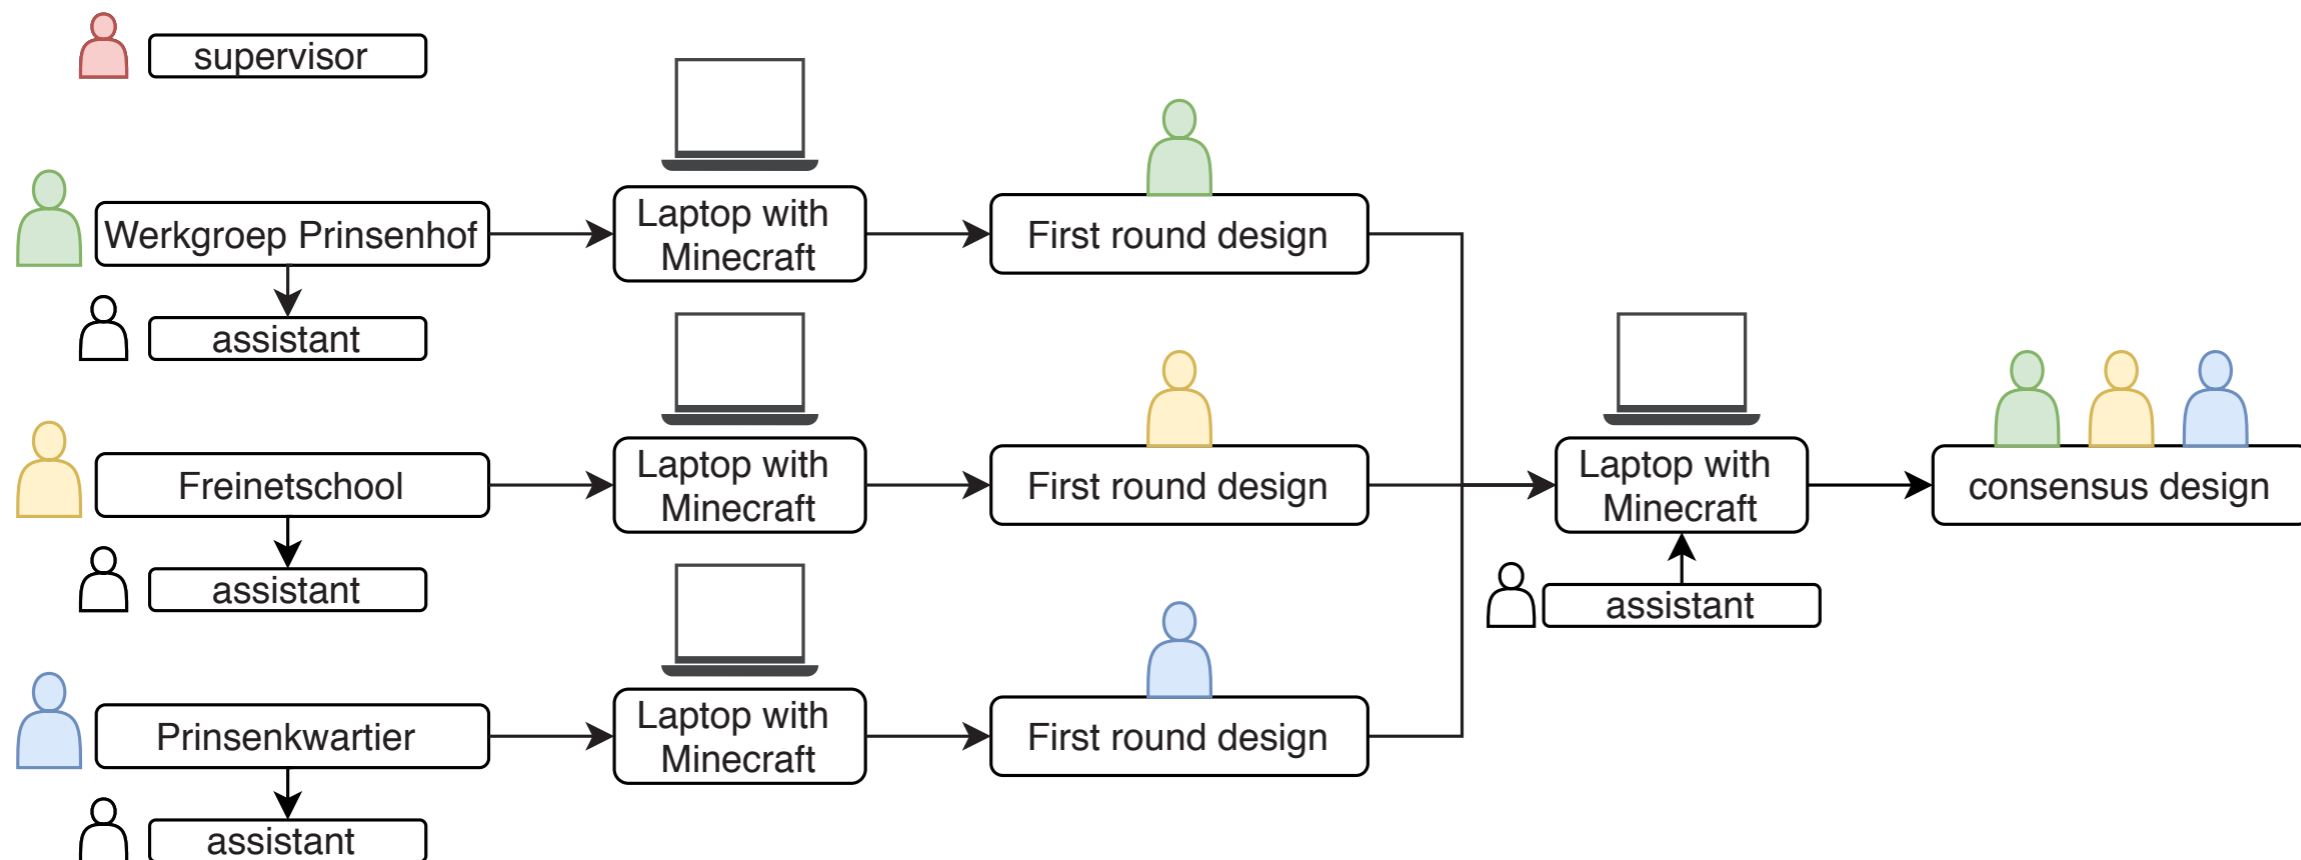 supervisor
Werkgroep Prinsenhof
Laptop with
Minecraft
First round design
assistant
Freinetschool
Laptop with
Minecraft
First round design
Laptop with
Minecraft
consensus design
assistant
assistant
Prinsenkwartier
Laptop with
Minecraft
First round design
assistant